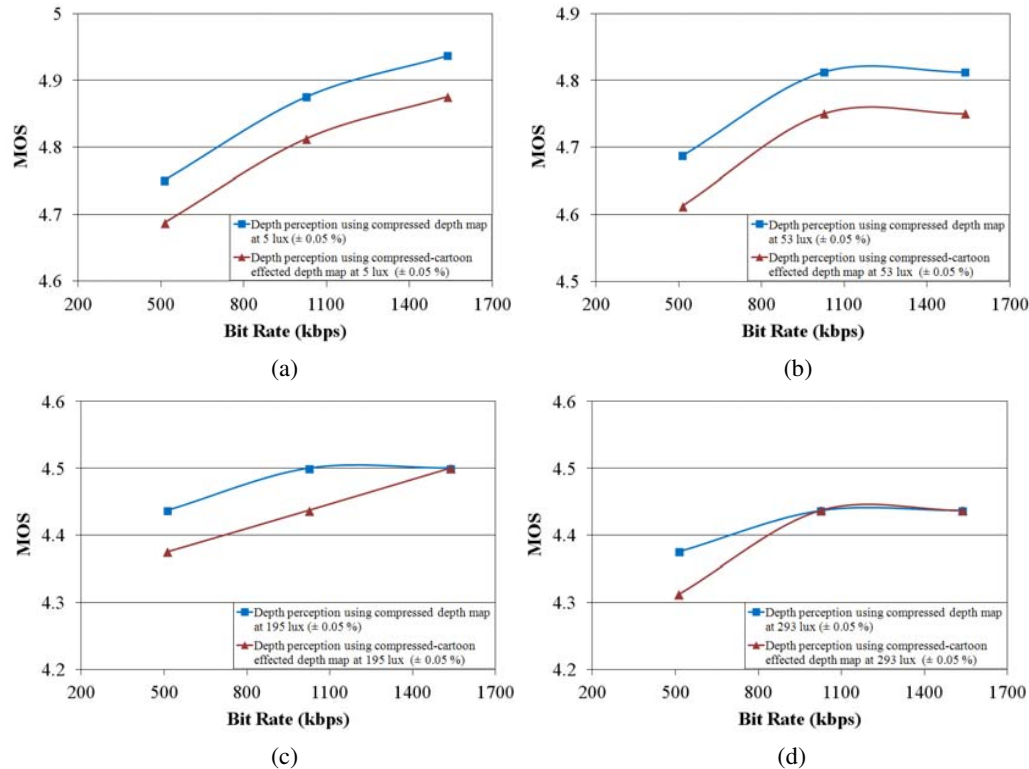 5
4.9
4.8
4.7
4.6
MOS
Depth perception using compressed depth map
at 5 lux (± 0.05 %)
Depth perception using compressed-cartoon
effected depth map at 5 lux (± 0.05 %)
200 500 800 1100 1400 1700
Bit Rate (kbps)
(a)
4.9
4.8
4.7
4.6
4.5
MOS
Depth perception using compressed depth map
at 53 lux (± 0.05 %)
Depth perception using compressed-cartoon
effected depth map at 53 lux (± 0.05 %)
200 500 800 1100 1400 1700
Bit Rate (kbps)
(b)
4.6
4.5
4.4
4.3
4.2
MOS
Depth perception using compressed depth map
at 195 lux (± 0.05 %)
Depth perception using compressed-cartoon
effected depth map at 195 lux (± 0.05 %)
200 500 800 1100 1400 1700
Bit Rate (kbps)
(c)
4.6
4.5
4.4
4.3
4.2
MOS
Depth perception using compressed depth map
at 293 lux (± 0.05 %)
Depth perception using compressed-cartoon
effected depth map at 293 lux (± 0.05 %)
200 500 800 1100 1400 1700
Bit Rate (kbps)
(d)